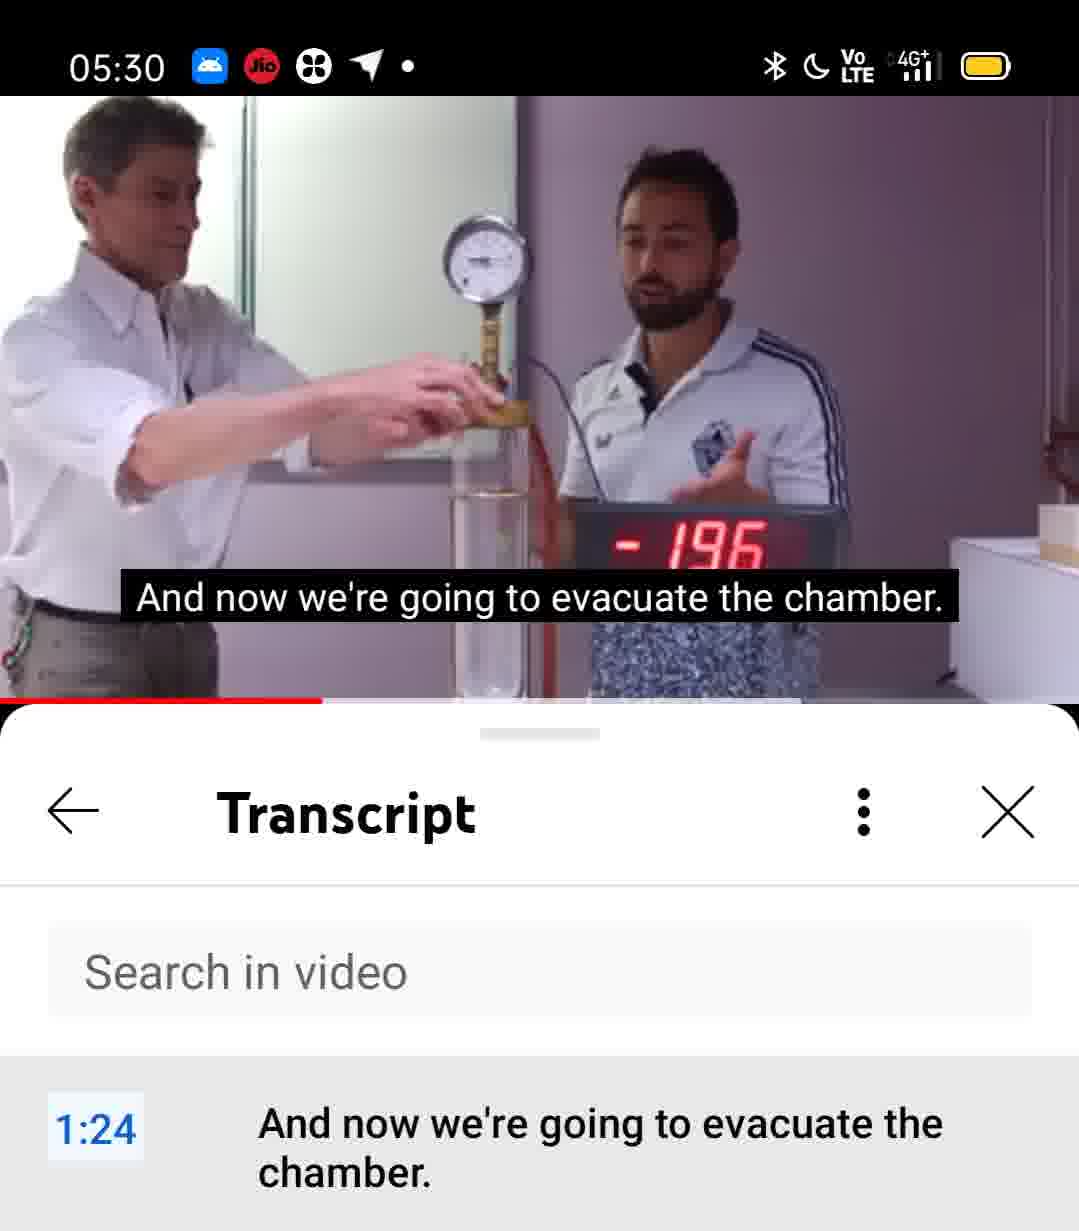 05:30
Jio
Vo
LTE
4G+
-196
And now we're going to evacuate the chamber.
Transcript
Search in video
1:24
And now we're going to evacuate the
chamber.